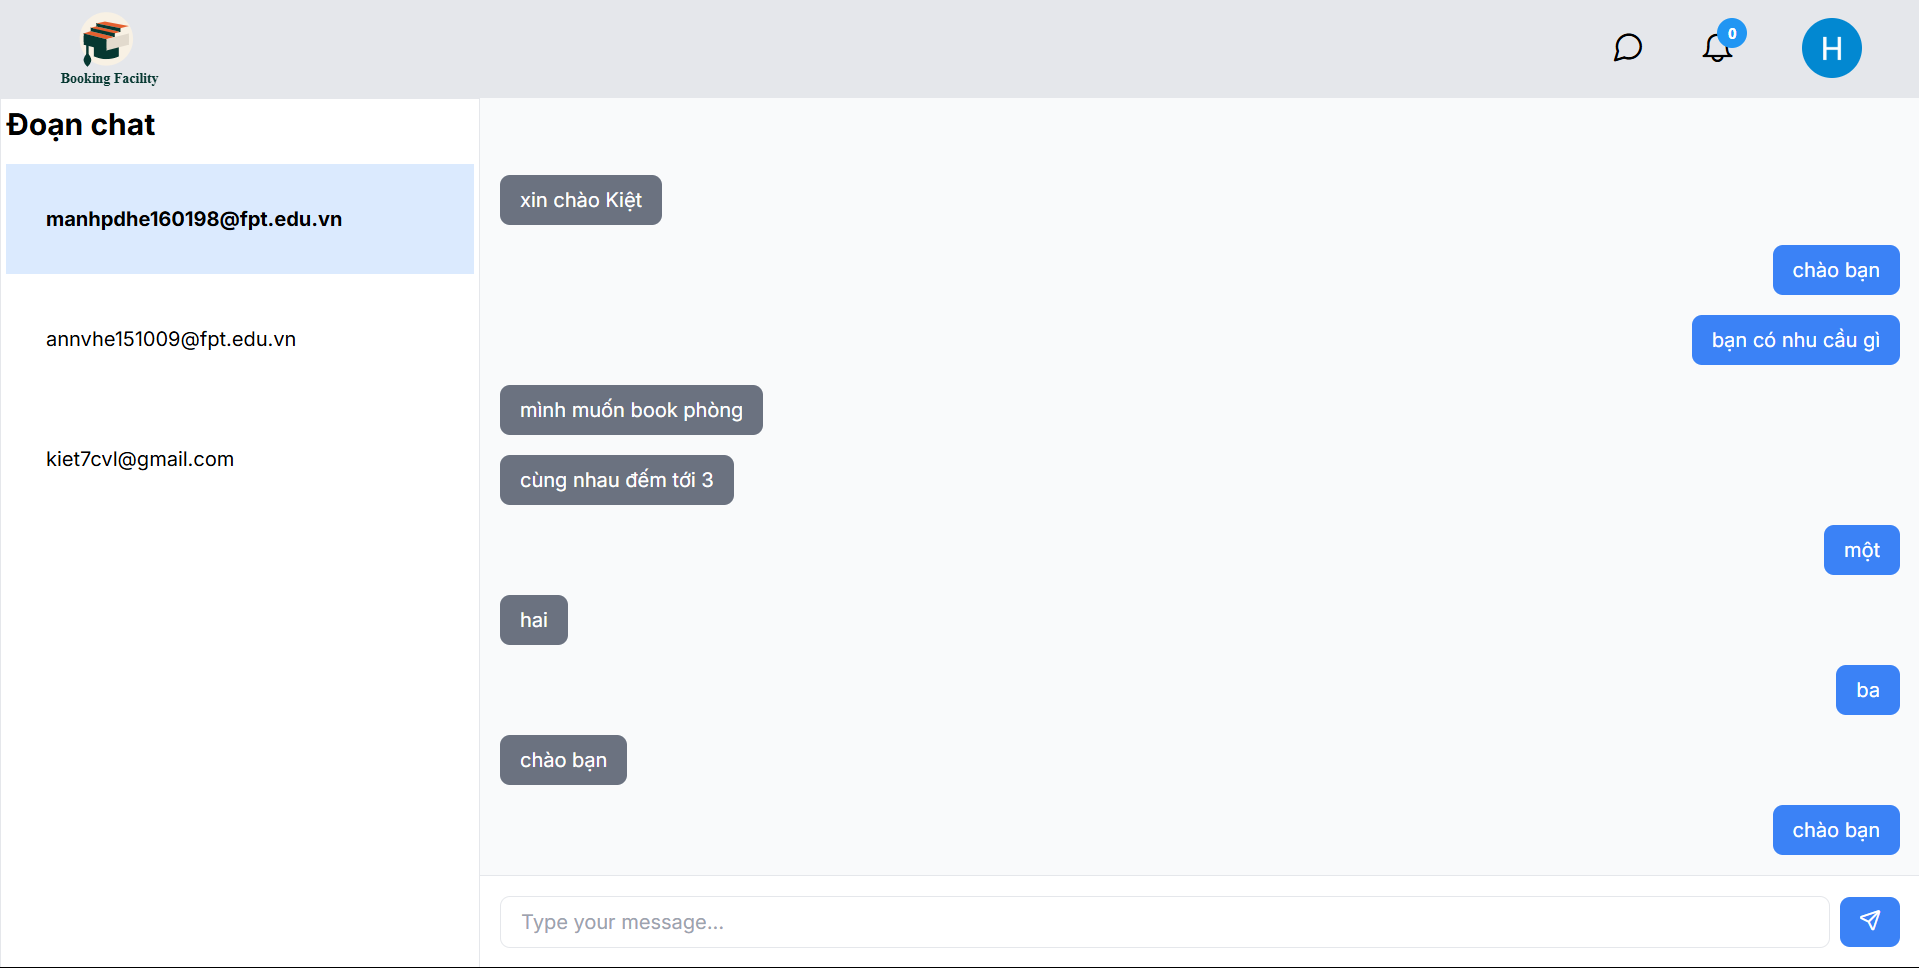 Booking Facility
0
H
Đoạn chat
manhpdhe160198@fpt.edu.vn
annvhe151009@fpt.edu.vn
kiet7cvl@gmail.com
xin chào Kiệt
chào bạn
bạn có nhu cầu gì
mình muốn book phòng
cùng nhau đếm tới 3
một
hai
ba
chào bạn
chào bạn
Type your message...